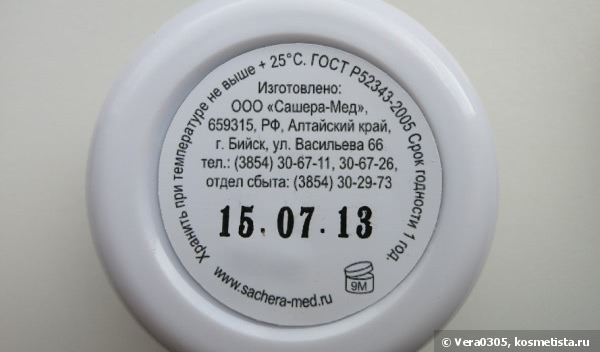 Хранить при температуре не выше + 25°С. ГОСТ Р52343-2005 Срок годности 1 год.
Изготовлено:
ООО «Сашера-Мед»,
659315, РФ, Алтайский край,
г. Бийск, ул. Васильева 66
тел.: (3854) 30-67-11, 30-67-26,
отдел сбыта: (3854) 30-29-73
15.07.13
www.sachera-med.ru
9М
© Vera0305, kosmetista.ru